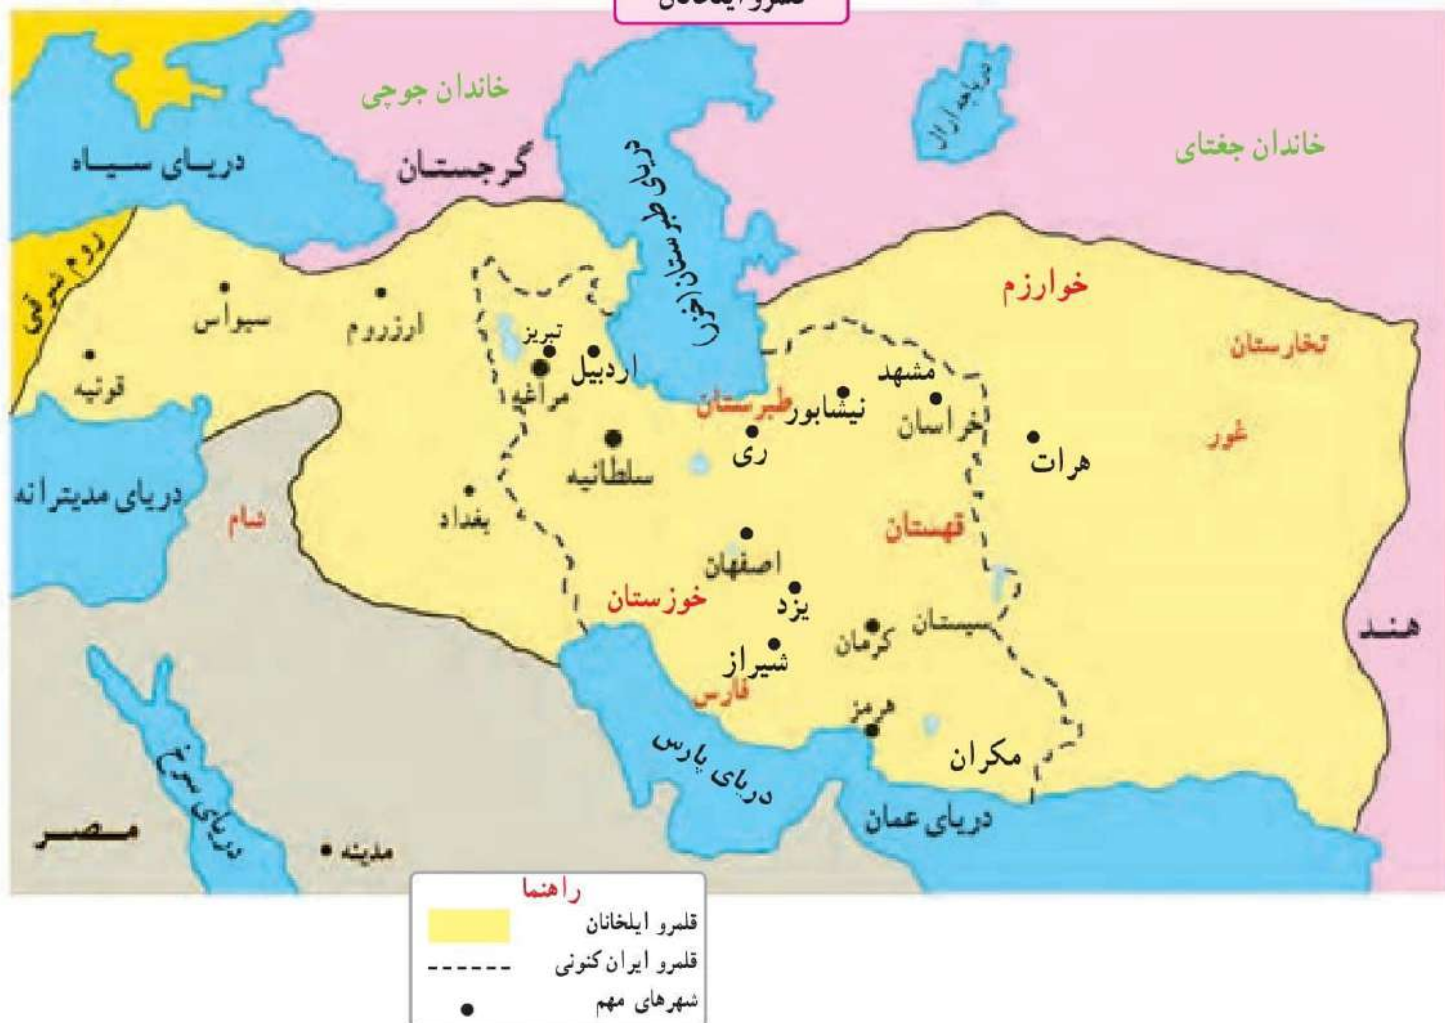 قلمرو ایلخانان
خاندان جوچی
دریاچه آرال
خاندان جغتای
دریای سیاه
گرجستان
دریای طبرستان (خزر)
روم شرقی
خوارزم
تخارستان
سیواس
ارزروم
تبریز
اردبیل
قونیه
مراغه
طبرستان
نیشابور
مشهد
خراسان
غور
هرات
ری
سلطانیه
دریای مدیترانه
شام
بغداد
قهستان
اصفهان
خوزستان
یزد
کرمان
سیستان
هند
شیراز
فارس
هرمز
مکران
دریای پارس
دریای عمان
دریای سرخ
مصر
مدینه
راهنما
قلمرو ایلخانان
قلمرو ایران کنونی
شهرهای مهم